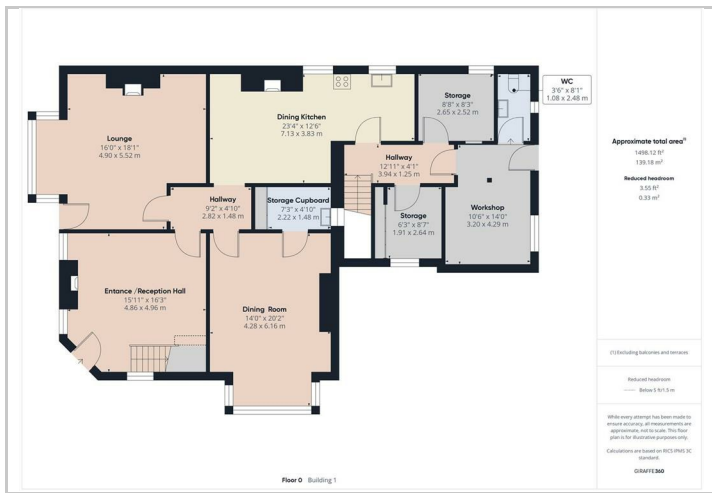 WC
3'6" x 8'1"
1.08 x 2.48 m
Storage
8'8" x 8'3"
2.65 x 2.52 m
Dining Kitchen
23'4" x 12'6"
7.13 x 3.83 m
Lounge
16'0" x 18'1"
4.90 x 5.52 m
Hallway
12'11" x 4'1"
3.94 x 1.25 m
Hallway
9'2" x 4'10"
2.82 x 1.48 m
Storage Cupboard
7'3" x 4'10"
2.22 x 1.48 m
Storage
6'3" x 8'7"
1.91 x 2.64 m
Workshop
10'6" x 14'0"
3.20 x 4.29 m
Entance /Reception Hall
15'11" x 16'3"
4.86 x 4.96 m
Dining Room
14'0" x 20'2"
4.28 x 6.16 m
Floor 0 Building 1
Approximate total area(1)
1498.12 ft²
139.18 m²
Reduced headroom
3.55 ft²
0.33 m²
(1) Excluding balconies and terraces
Reduced headroom
Below 5 ft/1.5 m
While every attempt has been made to
ensure accuracy, all measurements are
approximate, not to scale. This floor
plan is for illustrative purposes only.
Calculations are based on RICS IPMS 3C
standard.
GIRAFFE360